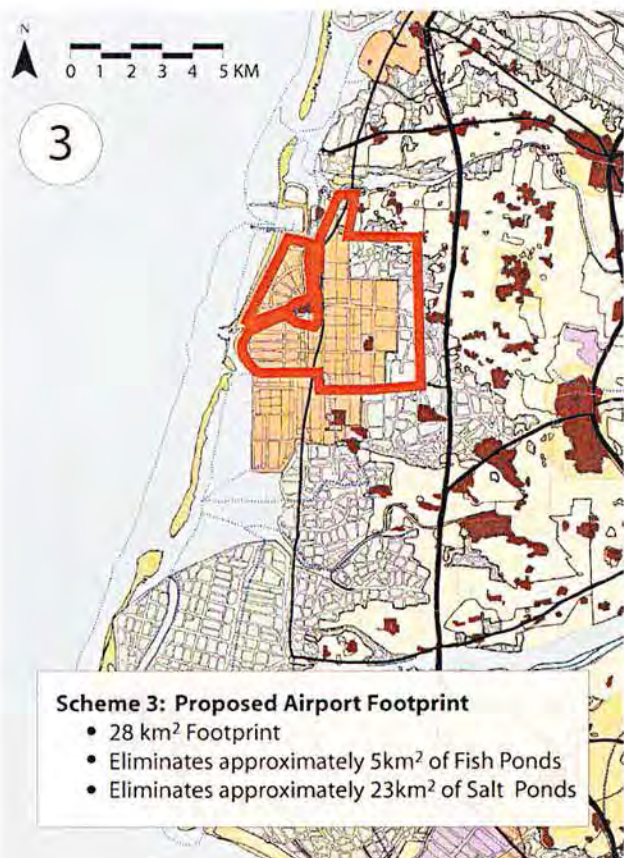 N
0 1 2 3 4 5 KM
3
Scheme 3: Proposed Airport Footprint
• 28 km² Footprint
• Eliminates approximately 5km² of Fish Ponds
• Eliminates approximately 23km² of Salt Ponds